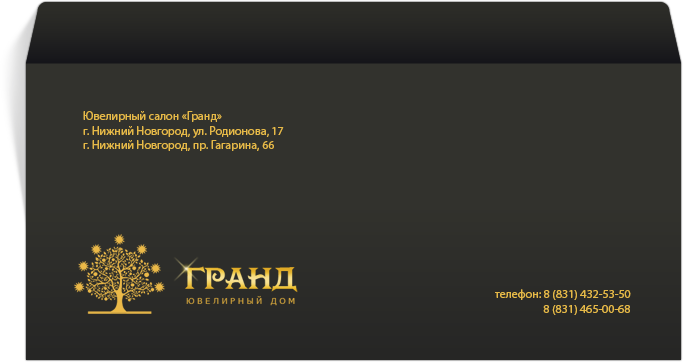 Ювелирный салон «Гранд»
г. Нижний Новгород, ул. Родионова, 17
г. Нижний Новгород, пр. Гагарина, 66
ГРАНД
ЮВЕЛИРНЫЙ ДОМ
телефон: 8 (831) 432-53-50
8 (831) 465-00-68